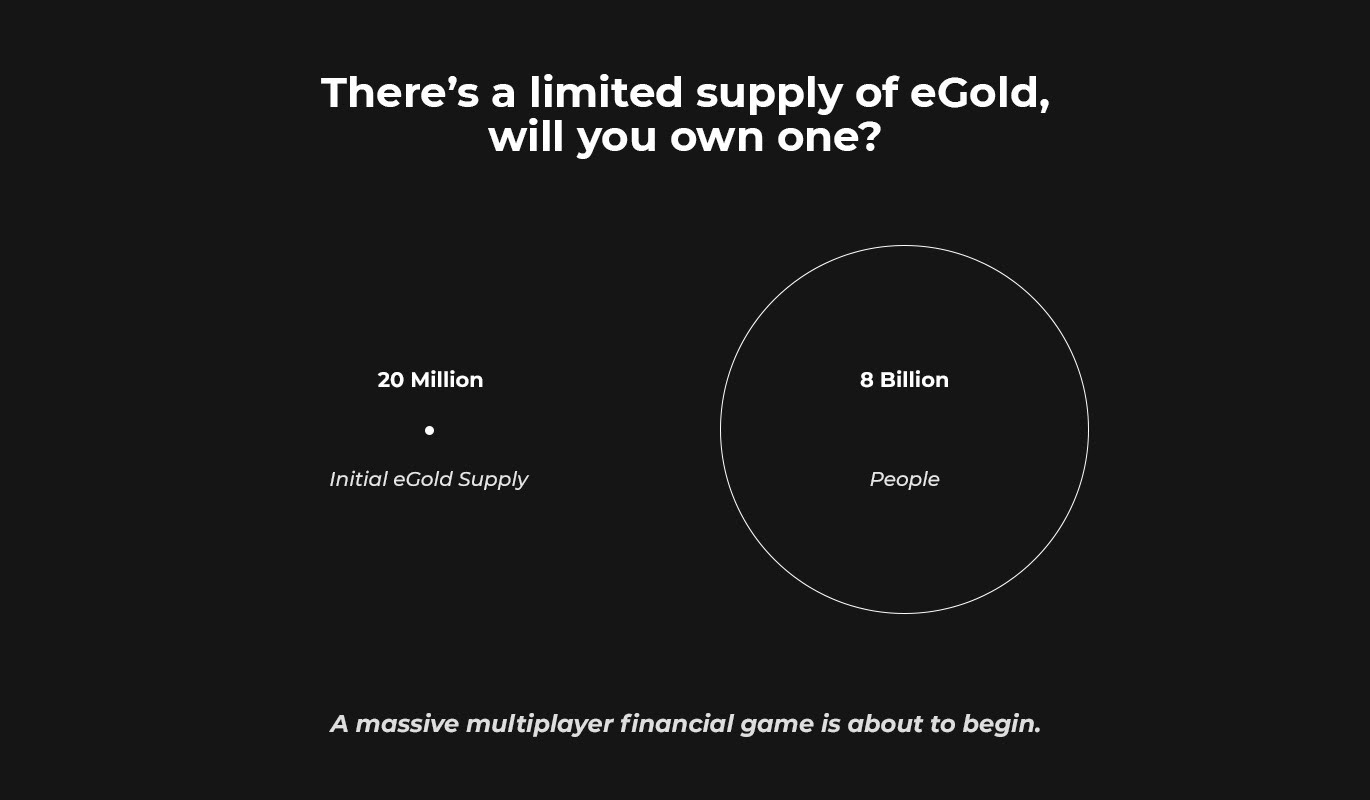 There’s a limited supply of eGold,
will you own one?
20 Million
Initial eGold Supply
8 Billion
People
A massive multiplayer financial game is about to begin.